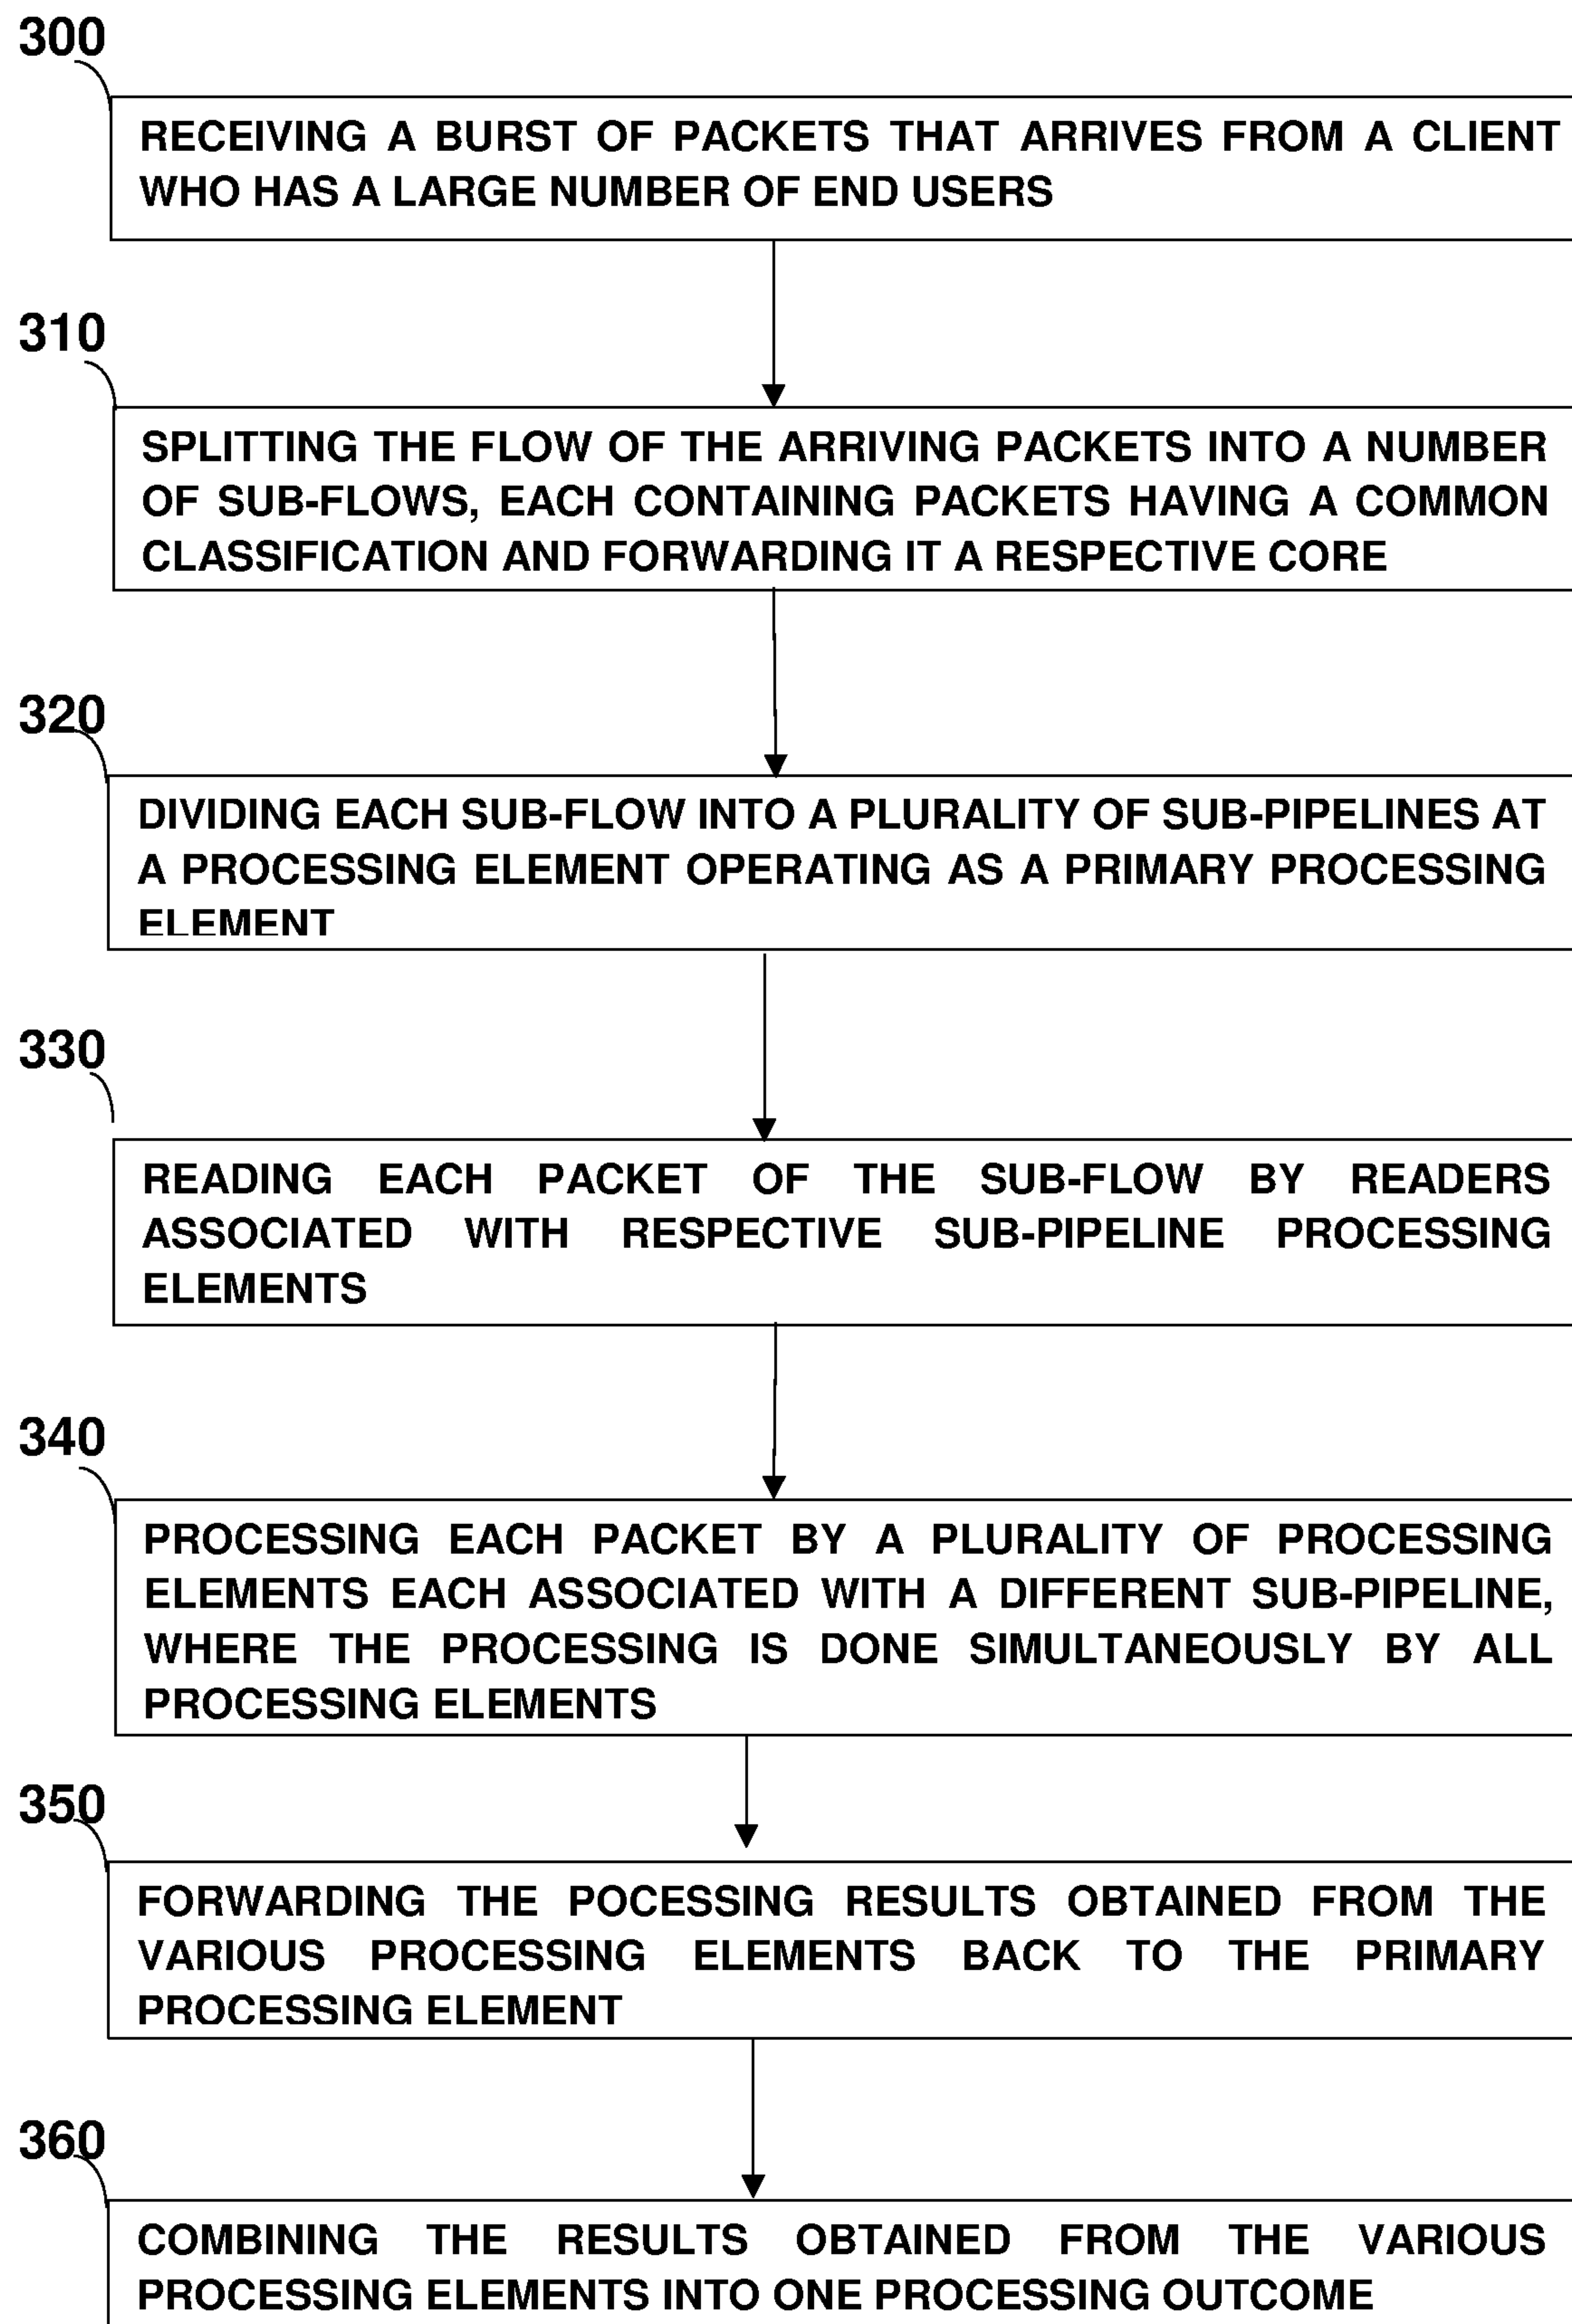 300
RECEIVING A BURST OF PACKETS THAT ARRIVES FROM A CLIENT
WHO HAS A LARGE NUMBER OF END USERS
310
SPLITTING THE FLOW OF THE ARRIVING PACKETS INTO A NUMBER
OF SUB-FLOWS, EACH CONTAINING PACKETS HAVING A COMMON
CLASSIFICATION AND FORWARDING IT A RESPECTIVE CORE
320
DIVIDING EACH SUB-FLOW INTO A PLURALITY OF SUB-PIPELINES AT
A PROCESSING ELEMENT OPERATING AS A PRIMARY PROCESSING
ELEMENT
330
READING EACH PACKET OF THE SUB-FLOW BY READERS
ASSOCIATED WITH RESPECTIVE SUB-PIPELINE PROCESSING
ELEMENTS
340
PROCESSING EACH PACKET BY A PLURALITY OF PROCESSING
ELEMENTS EACH ASSOCIATED WITH A DIFFERENT SUB-PIPELINE,
WHERE THE PROCESSING IS DONE SIMULTANEOUSLY BY ALL
PROCESSING ELEMENTS
350
FORWARDING THE POCESSING RESULTS OBTAINED FROM THE
VARIOUS PROCESSING ELEMENTS BACK TO THE PRIMARY
PROCESSING ELEMENT
360
COMBINING THE RESULTS OBTAINED FROM THE VARIOUS
PROCESSING ELEMENTS INTO ONE PROCESSING OUTCOME